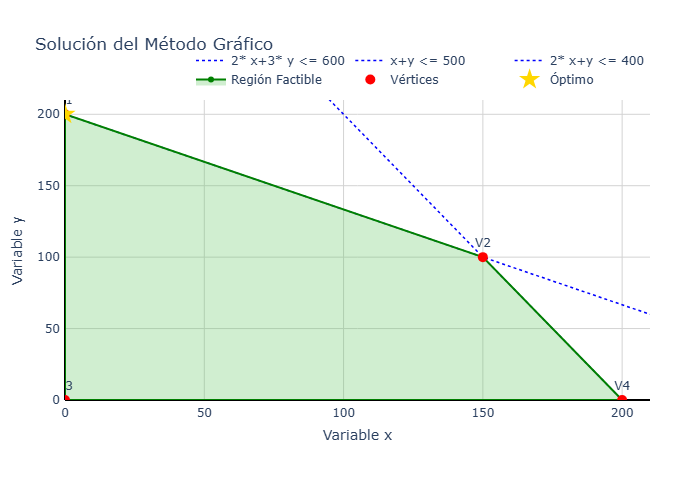 Solución del Método Gráfico
2* x+3* y <= 600
x+y <= 500
2* x+y <= 400
Región Factible
Vértices
Óptimo
200
150
100
50
0
Variable y
1
V2
3
V4
0
50
100
150
200
Variable x